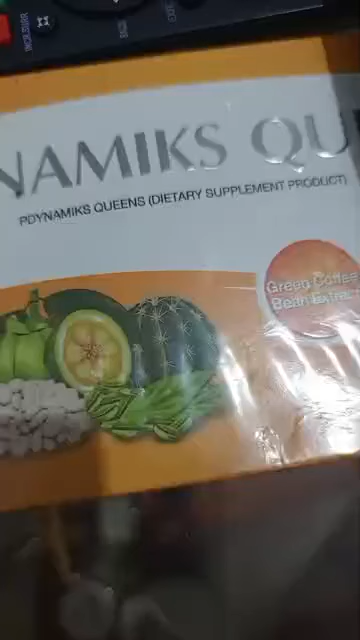 NAMIKS QU
PDYNAMIKS QUEENS (DIETARY SUPPLEMENT PRODUCT)
Green Coffee
Bean Extract